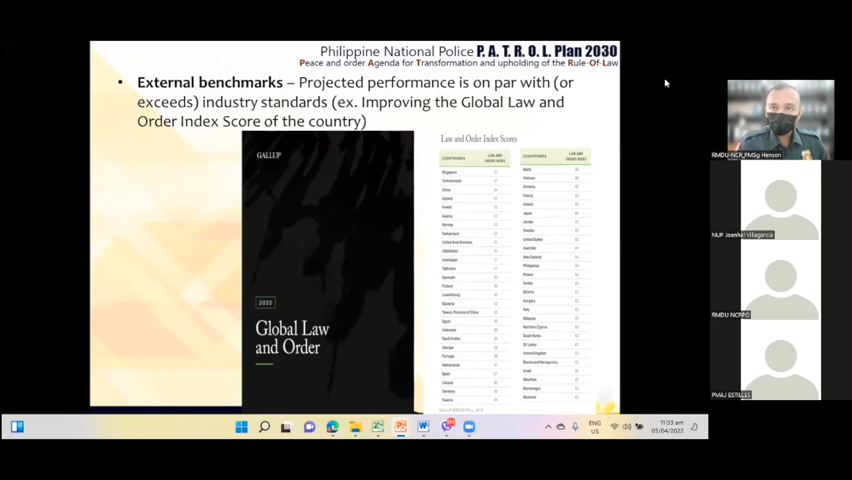 Philippine National Police P. A. T. R. O. L. Plan 2030
Peace and order Agenda for Transformation and upholding of the Rule-Of-Law
• External benchmarks – Projected performance is on par with (or
exceeds) industry standards (ex. Improving the Global Law and
Order Index Score of the country)
GALLUP
2020
Global Law
and Order
Law and Order Index Scores
COUNTRY/AREA LAW AND
ORDER INDEX
Singapore
Turkmenistan
China
Iceland
Kuwait
Austria
Norway
Switzerland
United Arab Emirates
Uzbekistan
Azerbaijan
Tajikistan
Denmark
Finland
Luxembourg
Slovenia
Taiwan, Province of China
Egypt
Indonesia
Saudi Arabia
Georgia
Portugal
Netherlands
Spain
Canada
Germany
COUNTRY/AREA LAW AND
ORDER INDEX
Malta
Vietnam
Armenia
France
Ireland
Japan
Jordan
Sweden
United States
Australia
New Zealand
Philippines
Poland
Serbia
Estonia
Hungary
Italy
Malaysia
Northern Cyprus
South Korea
Sri Lanka
United Kingdom
Bosnia and Herzegovina
Israel
Mauritius
Montenegro
Myanmar
GALLUP WORLD POLL, 2019
RMDU-NCR_PMSg Henson
NUP Joenhel Villagarcia
RMDU NCRPO
PMAJ ESTILLES
ENG
US
11:33 am
05/04/2022